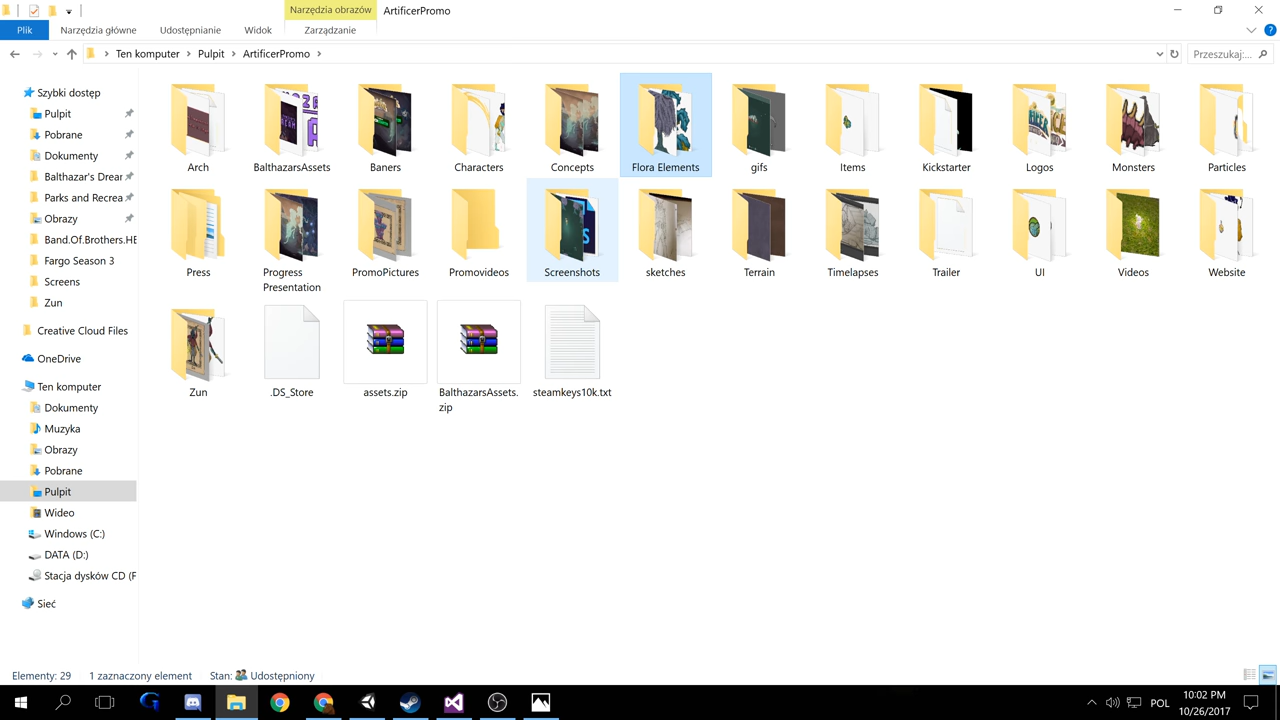 Narzędzia obrazów
ArtificerPromo
Plik
Narzędzia główne
Udostępnianie
Widok
Zarządzanie
Ten komputer
Pulpit
ArtificerPromo
Przeszukaj:...
Szybki dostęp
Pulpit
Pobrane
Dokumenty
Balthazar's Drear
Parks and Recrea
Obrazy
Band.Of.Brothers.HE
Fargo Season 3
Screens
Zun
Creative Cloud Files
OneDrive
Ten komputer
Dokumenty
Muzyka
Obrazy
Pobrane
Pulpit
Wideo
Windows (C:)
DATA (D:)
Stacja dysków CD (F
Sieć
Arch
BalthazarsAssets
Baners
Characters
Concepts
Flora Elements
gifs
Items
Kickstarter
Logos
Monsters
Particles
Press
Progress
Presentation
PromoPictures
Promovideos
Screenshots
sketches
Terrain
Timelapses
Trailer
UI
Videos
Website
Zun
.DS_Store
assets.zip
BalthazarsAssets.
zip
steamkeys10k.txt
Elementy: 29
1 zaznaczony element
Stan: Udostępniony
POL
10:02 PM
10/26/2017